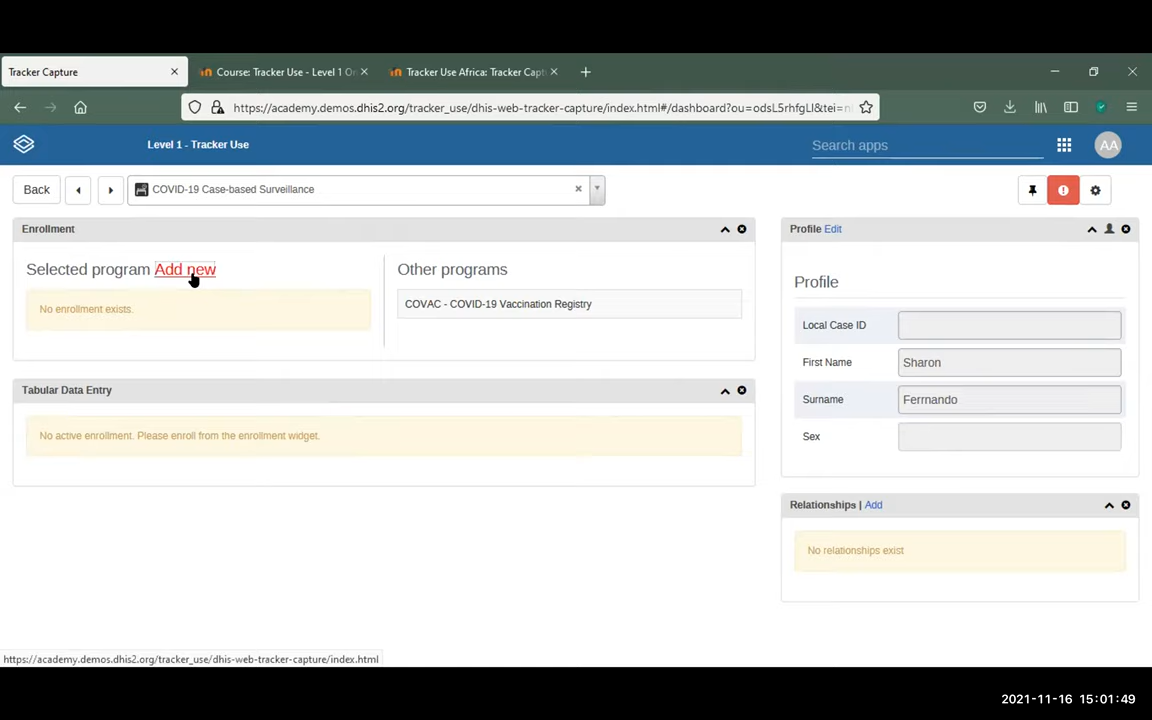 Tracker Capture
Course: Tracker Use - Level 1 On
Tracker Use Africa: Tracker Capt
https://academy.demos.dhis2.org/tracker_use/dhis-web-tracker-capture/index.html#/dashboard?ou=odsL5rhfgLI&tei=n
Level 1 - Tracker Use
Search apps
AA
Back
COVID-19 Case-based Surveillance
Enrollment
Selected program Add new
Other programs
No enrollment exists.
COVAC - COVID-19 Vaccination Registry
Tabular Data Entry
No active enrollment. Please enroll from the enrollment widget.
Profile Edit
Profile
Local Case ID
First Name Sharon
Surname Ferrnando
Sex
Relationships | Add
No relationships exist
https://academy.demos.dhis2.org/tracker_use/dhis-web-tracker-capture/index.html
2021-11-16 15:01:49